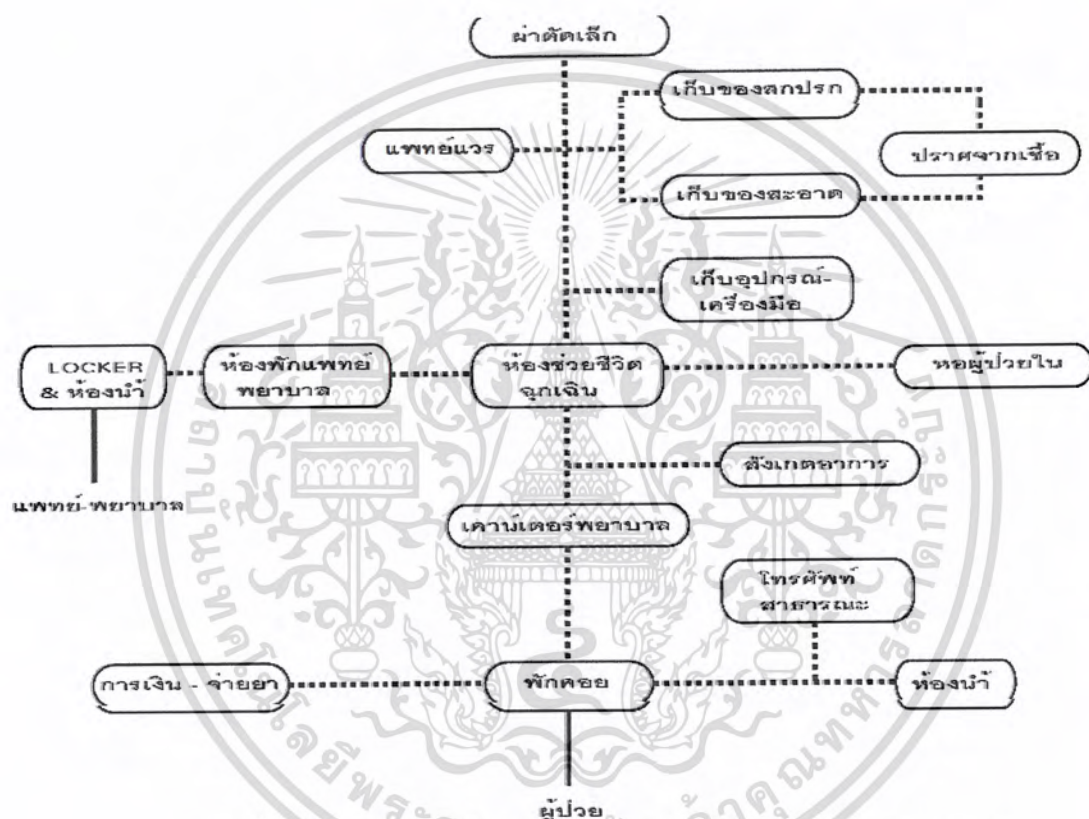 ผ่าตัดเล็ก
เก็บของสกปรก
แพทย์เวร
ปราศจากเชื้อ
เก็บของสะอาด
เก็บอุปกรณ์-
เครื่องมือ
LOCKER
& ห้องน้ำ
ห้องพักแพทย์
พยาบาล
ห้องช่วยชีวิต
ฉุกเฉิน
หอผู้ป่วยใน
สังเกตอาการ
แพทย์-พยาบาล
เคาน์เตอร์พยาบาล
โทรศัพท์
สาธารณะ
การเงิน - จ่ายยา
พักคอย
ห้องน้ำ
ผู้ป่วย